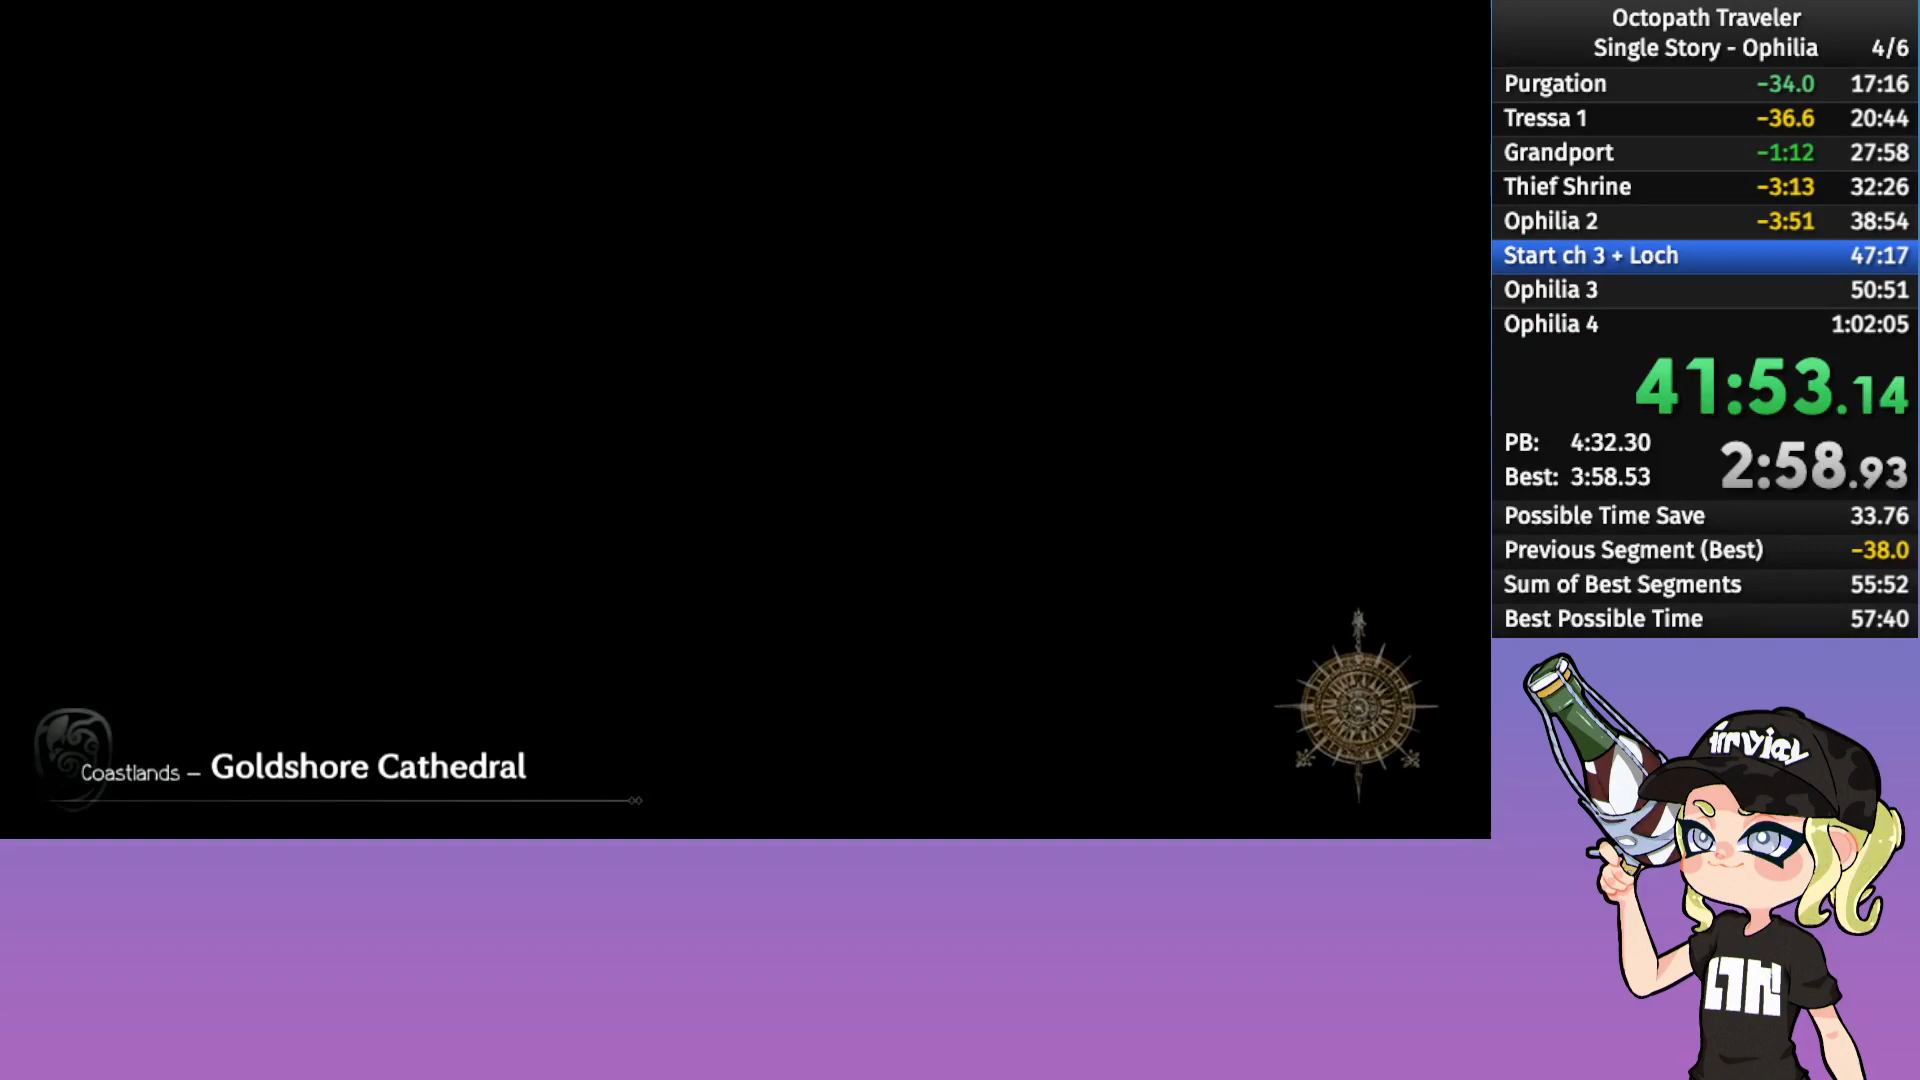 Octopath Traveler
Single Story - Ophilia 4/6
Purgation -34.0 17:16
Tressa 1 -36.6 20:44
Grandport -1:12 27:58
Thief Shrine -3:13 32:26
Ophilia 2 -3:51 38:54
Start ch 3 + Loch 47:17
Ophilia 3 50:51
Ophilia 4 1:02:05
41:53.14
PB: 4:32.30
Best: 3:58.53
2:58.93
Possible Time Save 33.76
Previous Segment (Best) -38.0
Sum of Best Segments 55:52
Best Possible Time 57:40
Coastlands – Goldshore Cathedral